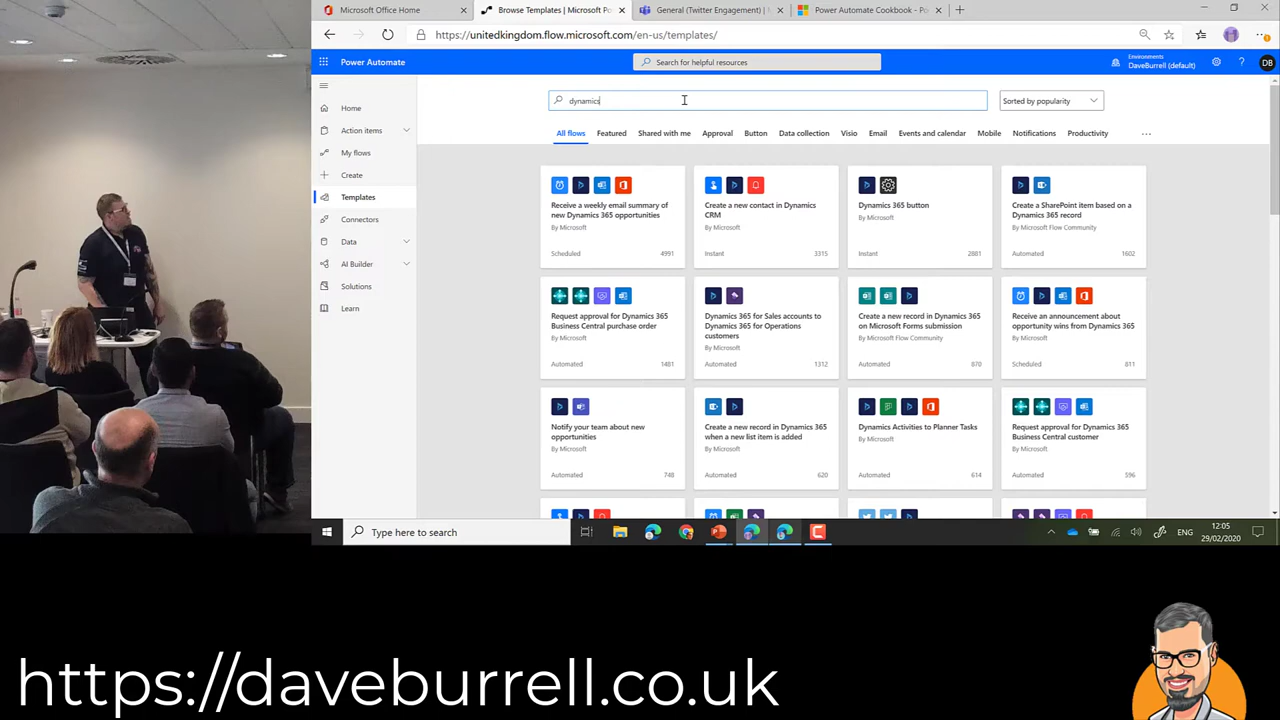 Microsoft Office Home
Browse Templates | Microsoft Po
General (Twitter Engagement) |
Power Automate Cookbook - Po
https://unitedkingdom.flow.microsoft.com/en-us/templates/
Power Automate
Search for helpful resources
Environments
DaveBurrell (default)
DB
dynamics
Sorted by popularity
Home
Action items
My flows
Create
Templates
Connectors
Data
AI Builder
Solutions
Learn
All flows
Featured
Shared with me
Approval
Button
Data collection
Visio
Email
Events and calendar
Mobile
Notifications
Productivity
Receive a weekly email summary of
new Dynamics 365 opportunities
By Microsoft
Scheduled 4991
Create a new contact in Dynamics
CRM
By Microsoft
Instant 3315
Dynamics 365 button
By Microsoft
Instant 2881
Create a SharePoint item based on a
Dynamics 365 record
By Microsoft Flow Community
Automated 1602
Request approval for Dynamics 365
Business Central purchase order
By Microsoft
Automated 1481
Dynamics 365 for Sales accounts to
Dynamics 365 for Operations
customers
By Microsoft
Automated 1312
Create a new record in Dynamics 365
on Microsoft Forms submission
By Microsoft Flow Community
Automated 870
Receive an announcement about
opportunity wins from Dynamics 365
By Microsoft
Scheduled 811
Notify your team about new
opportunities
By Microsoft
Automated 748
Create a new record in Dynamics 365
when a new list item is added
By Microsoft
Automated 620
Dynamics Activities to Planner Tasks
By Microsoft
Automated 614
Request approval for Dynamics 365
Business Central customer
By Microsoft
Automated 596
Type here to search
ENG
12:05
29/02/2020
https://daveburrell.co.uk